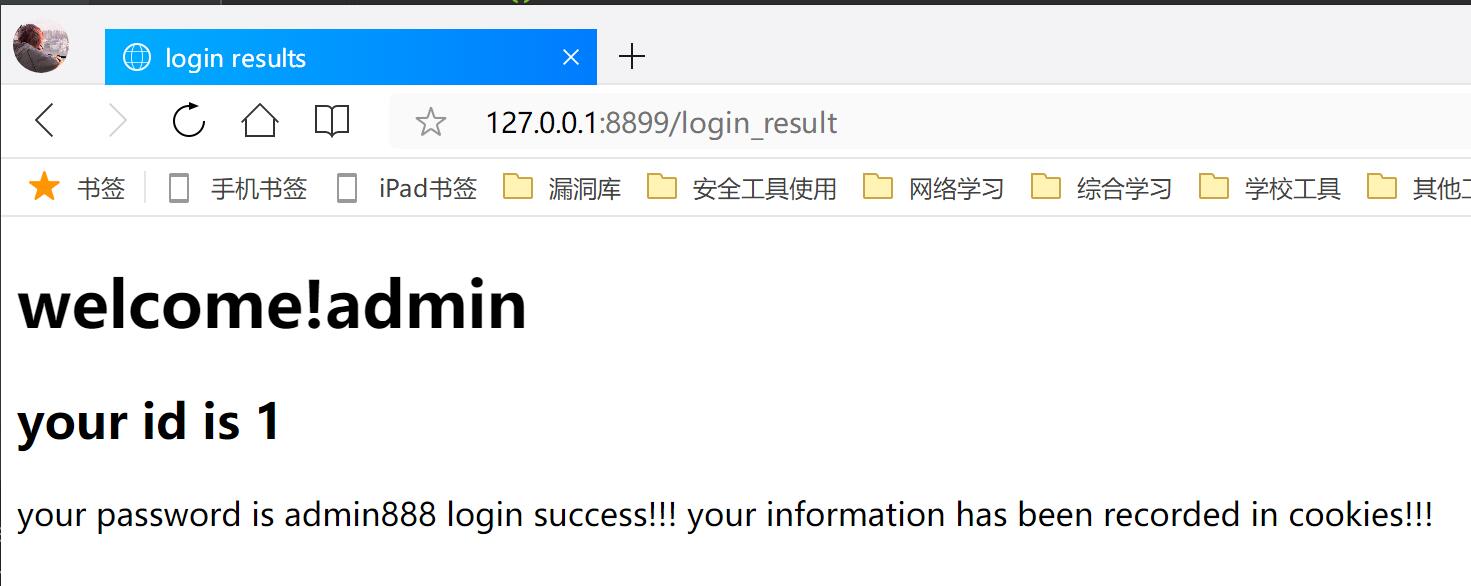 login results
127.0.0.1:8899/login_result
书签 手机书签 iPad书签 漏洞库 安全工具使用 网络学习 综合学习 学校工具 其他
welcome!admin
your id is 1
your password is admin888 login success!!! your information has been recorded in cookies!!!